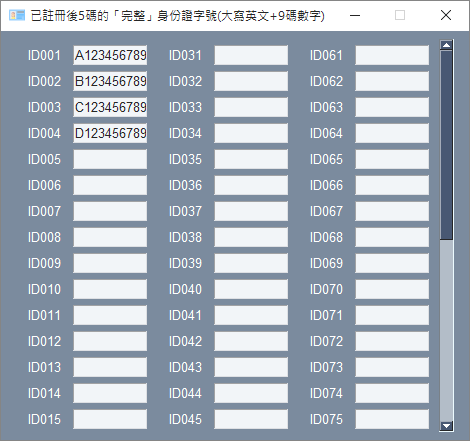 已註冊後5碼的「完整」身份證字號(大寫英文+9碼數字)
ID001 A123456789 ID031 ID061
ID002 B123456789 ID032 ID062
ID003 C123456789 ID033 ID063
ID004 D123456789 ID034 ID064
ID005 ID035 ID065
ID006 ID036 ID066
ID007 ID037 ID067
ID008 ID038 ID068
ID009 ID039 ID069
ID010 ID040 ID070
ID011 ID041 ID071
ID012 ID042 ID072
ID013 ID043 ID073
ID014 ID044 ID074
ID015 ID045 ID075